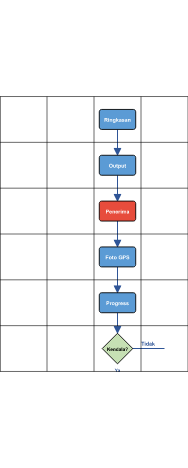 Ringkasan
Output
Penerima
Foto GPS
Progress
Kendala?
Tidak
Ya